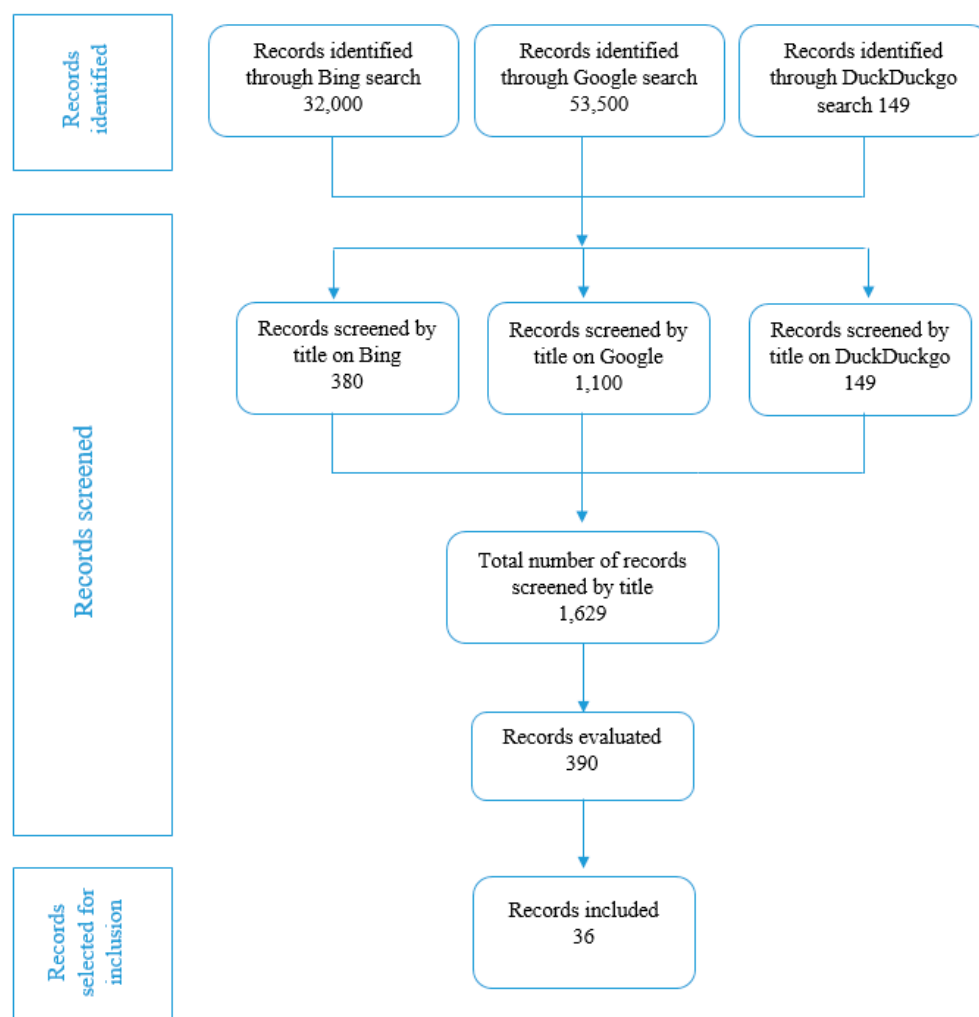 Records
identified
Records identified
through Bing search
32,000
Records identified
through Google search
53,500
Records identified
through DuckDuckgo
search 149
Records screened
Records screened by
title on Bing
380
Records screened by
title on Google
1,100
Records screened by
title on DuckDuckgo
149
Total number of records
screened by title
1,629
Records evaluated
390
Records
selected for
inclusion
Records included
36